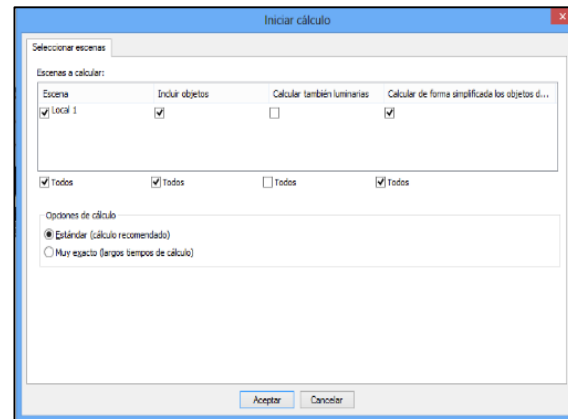 Iniciar cálculo
Seleccionar escenas
Escenas a calcular:
Escena Incluir objetos Calcular también luminarias Calcular de forma simplificada los objetos d...
Local 1
Todos Todos Todos Todos
Opciones de cálculo
Estándar (cálculo recomendado)
Muy exacto (largos tiempos de cálculo)
Aceptar Cancelar